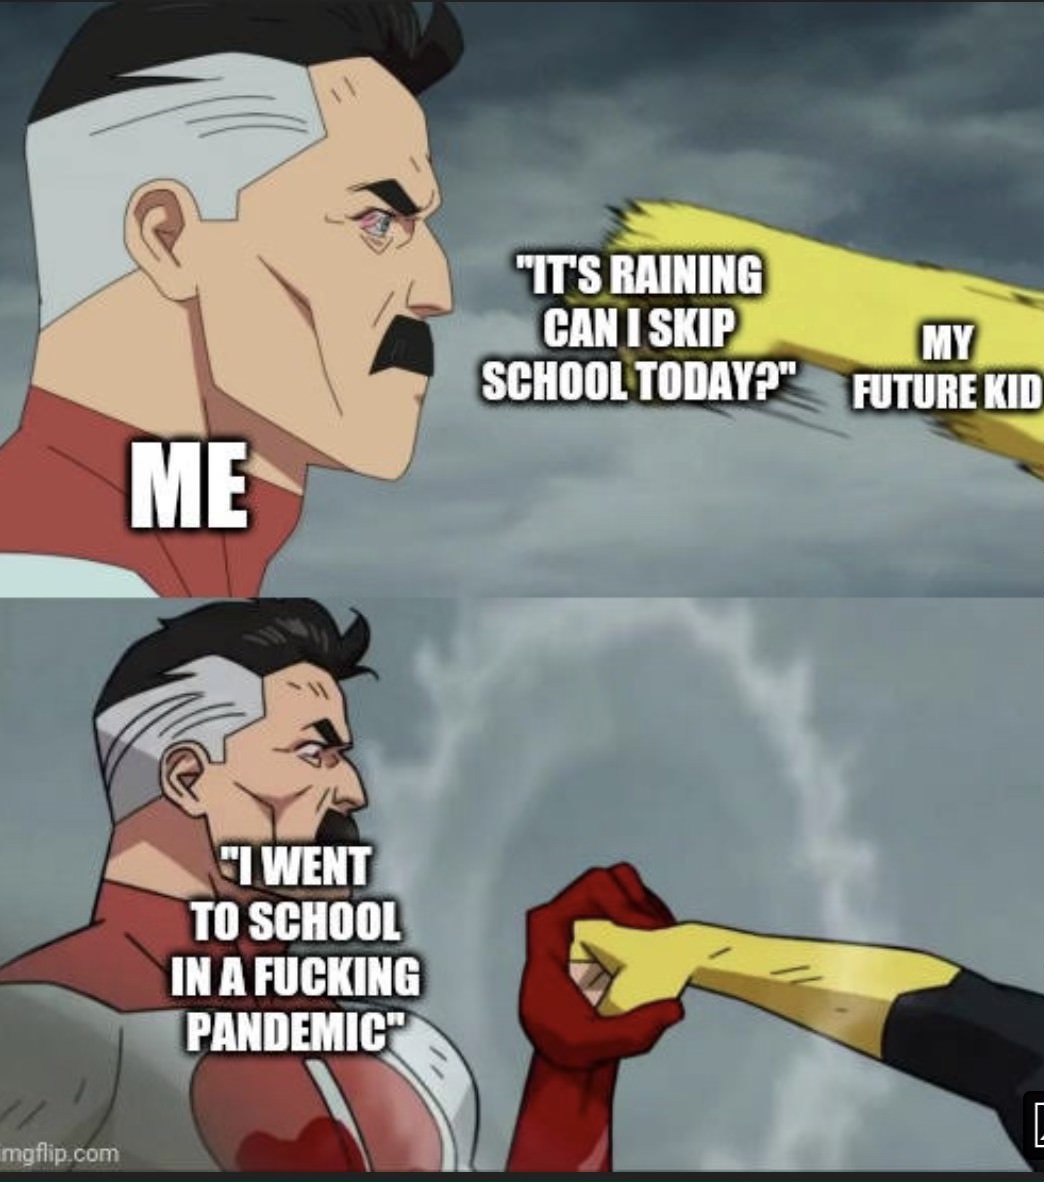 "IT'S RAINING
CAN I SKIP
SCHOOL TODAY?"
MY
FUTURE KID
ME
"I WENT
TO SCHOOL
IN A FUCKING
PANDEMIC"
imgflip.com